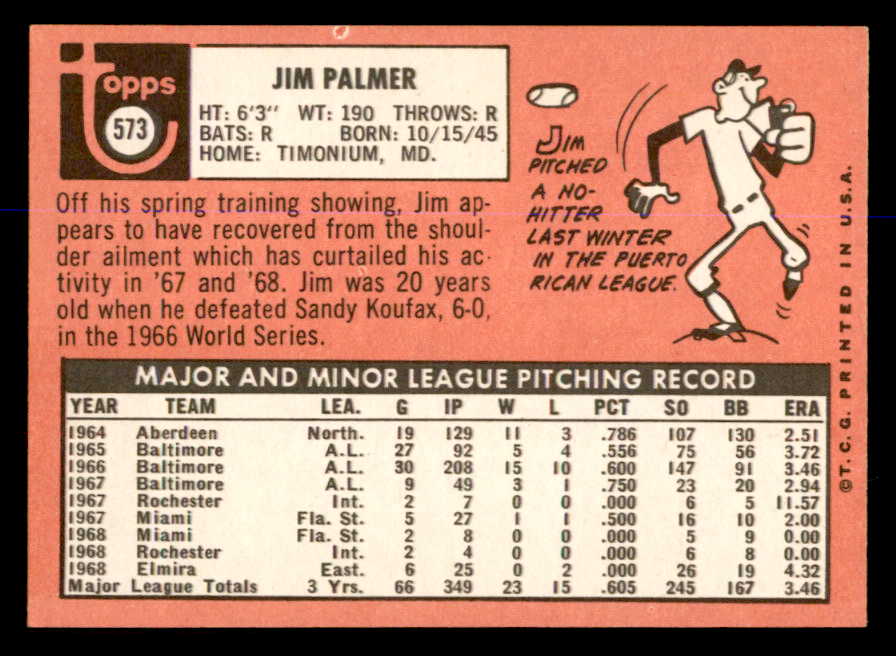 Topps
573
JIM PALMER
HT: 6'3" WT: 190 THROWS: R
BATS: R BORN: 10/15/45
HOME: TIMONIUM, MD.
Off his spring training showing, Jim ap-
pears to have recovered from the shoul-
der ailment which has curtailed his ac-
tivity in '67 and '68. Jim was 20 years
old when he defeated Sandy Koufax, 6-0,
in the 1966 World Series.
JIM
PITCHED
A NO-
HITTER
LAST WINTER
IN THE PUERTO
RICAN LEAGUE.
MAJOR AND MINOR LEAGUE PITCHING RECORD
YEAR TEAM LEA. G IP W L PCT SO BB ERA
1964 Aberdeen North. 19 129 11 3 .786 107 130 2.51
1965 Baltimore A.L. 27 92 5 4 .556 75 56 3.72
1966 Baltimore A.L. 30 208 15 10 .600 147 91 3.46
1967 Baltimore A.L. 9 49 3 1 .750 23 20 2.94
1967 Rochester Int. 2 7 0 0 .000 6 5 11.57
1967 Miami Fla. St. 5 27 1 1 .500 16 10 2.00
1968 Miami Fla. St. 2 8 0 0 .000 5 9 0.00
1968 Rochester Int. 2 4 0 0 .000 6 8 0.00
1968 Elmira East. 6 25 0 2 .000 26 19 4.32
Major League Totals 3 Yrs. 66 349 23 15 .605 245 167 3.46
©T.C.G. PRINTED IN U.S.A.